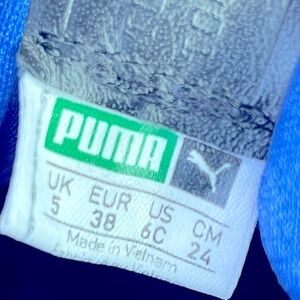 PUMA
UK EUR US CM
5 38 6C 24
Made in Vietnam